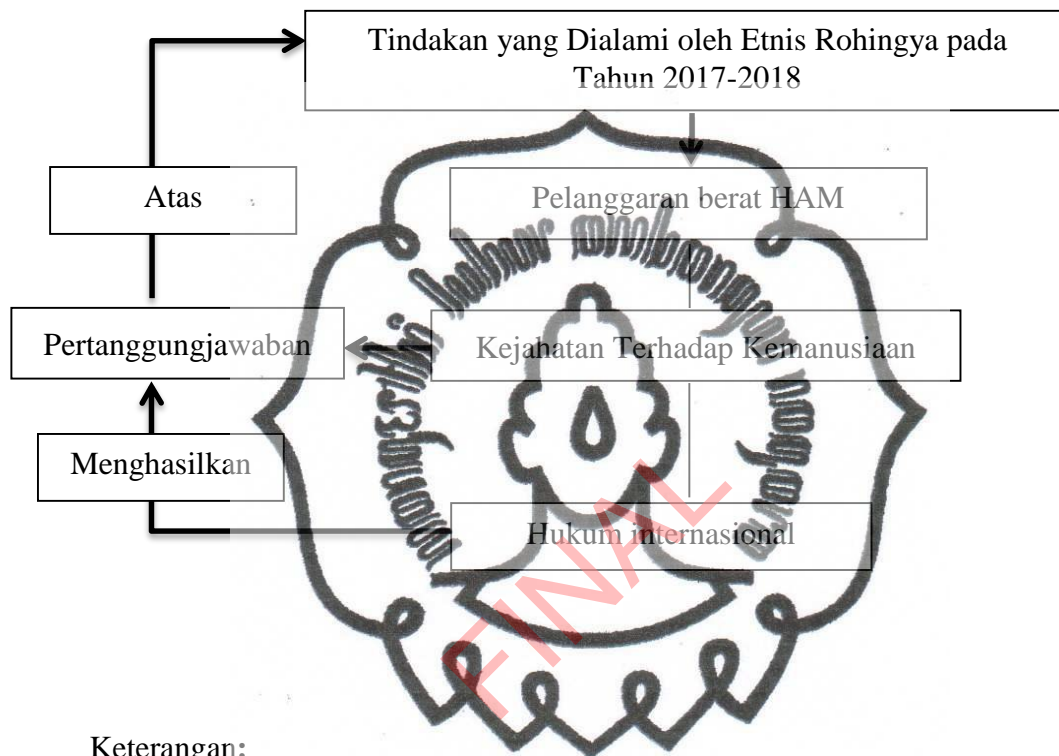 Tindakan yang Dialami oleh Etnis Rohingya pada
Tahun 2017-2018
Atas
Pelanggaran berat HAM
Pertanggungjawaban
Kejahatan Terhadap Kemanusiaan
Menghasilkan
Hukum internasional
FINAL
Keterangan: